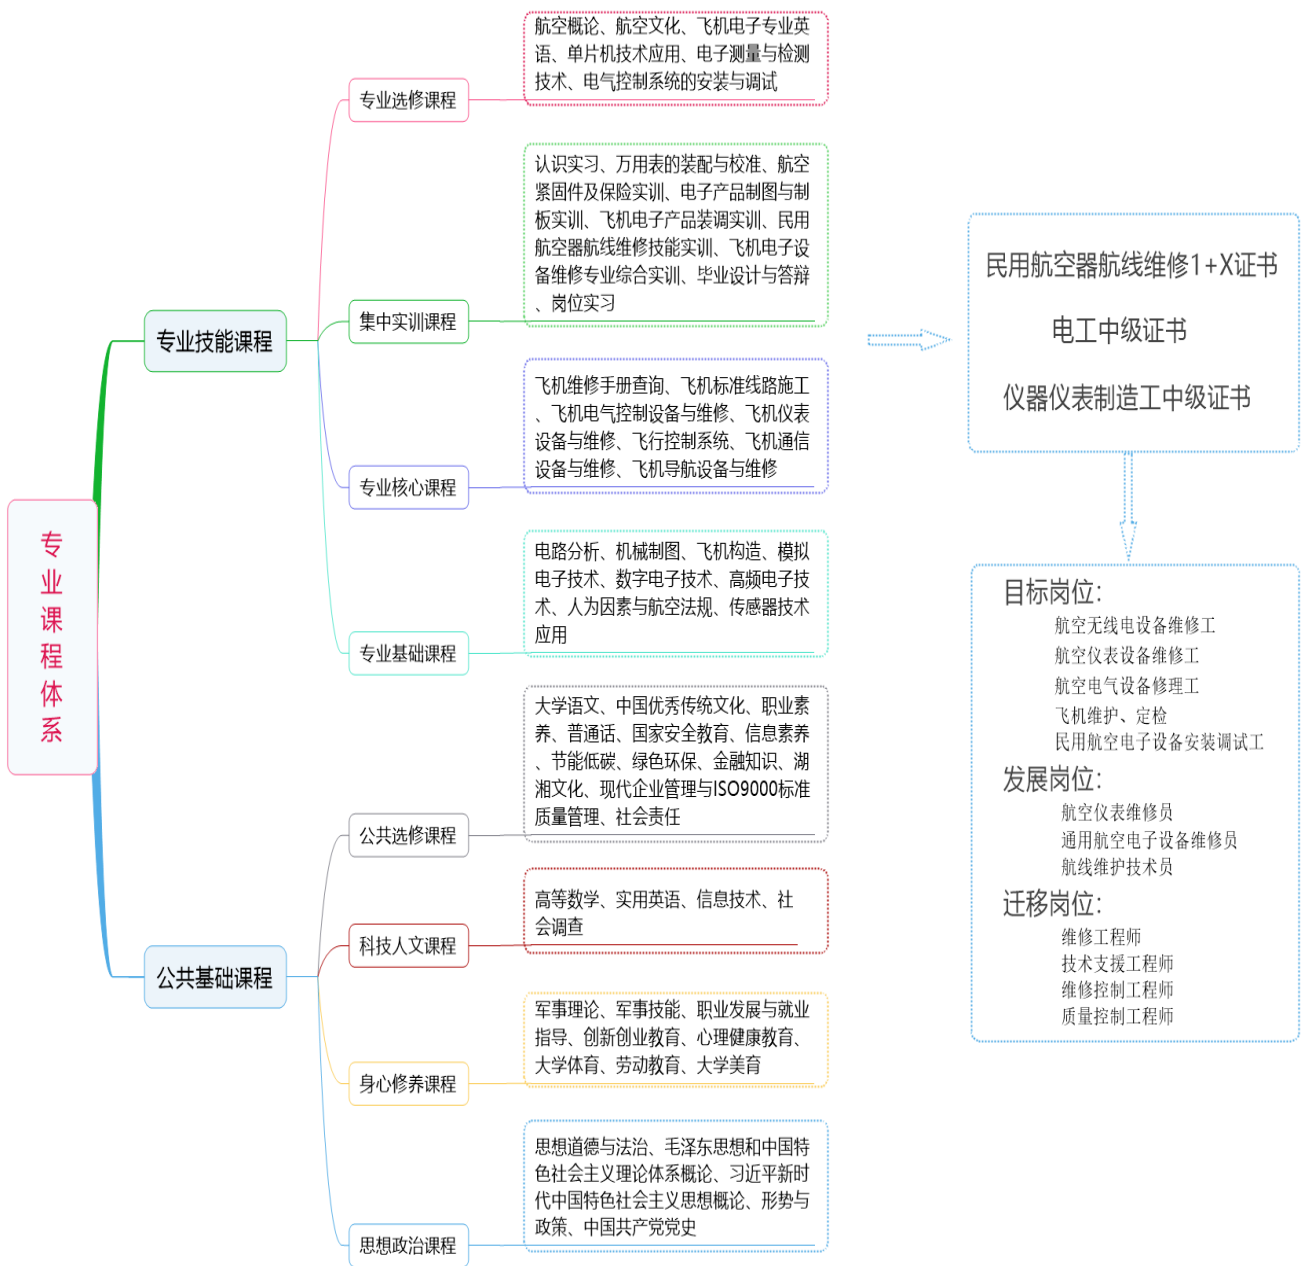 专
业
课
程
体
系
专业技能课程
专业选修课程
航空概论、航空文化、飞机电子专业英
语、单片机技术应用、电子测量与检测
技术、电气控制系统的安装与调试
集中实训课程
认识实习、万用表的装配与校准、航空
紧固件及保险实训、电子产品制图与制
板实训、飞机电子产品装调实训、民用
航空器航线维修技能实训、飞机电子设
备维修专业综合实训、毕业设计与答辩
、岗位实习
专业核心课程
飞机维修手册查询、飞机标准线路施工
、飞机电气控制设备与维修、飞机仪表
设备与维修、飞行控制系统、飞机通信
设备与维修、飞机导航设备与维修
专业基础课程
电路分析、机械制图、飞机构造、模拟
电子技术、数字电子技术、高频电子技
术、人为因素与航空法规、传感器技术
应用
公共基础课程
公共选修课程
大学语文、中国优秀传统文化、职业素
养、普通话、国家安全教育、信息素养
、节能低碳、绿色环保、金融知识、湖
湘文化、现代企业管理与ISO9000标准
质量管理、社会责任
科技人文课程
高等数学、实用英语、信息技术、社
会调查
身心修养课程
军事理论、军事技能、职业发展与就业
指导、创新创业教育、心理健康教育、
大学体育、劳动教育、大学美育
思想政治课程
思想道德与法治、毛泽东思想和中国特
色社会主义理论体系概论、习近平新时
代中国特色社会主义思想概论、形势与
政策、中国共产党党史
民用航空器航线维修1+X证书
电工中级证书
仪器仪表制造工中级证书
目标岗位：
航空无线电设备维修工
航空仪表设备维修工
航空电气设备修理工
飞机维护、定检
民用航空电子设备安装调试工
发展岗位：
航空仪表维修员
通用航空电子设备维修员
航线维护技术员
迁移岗位：
维修工程师
技术支援工程师
维修控制工程师
质量控制工程师